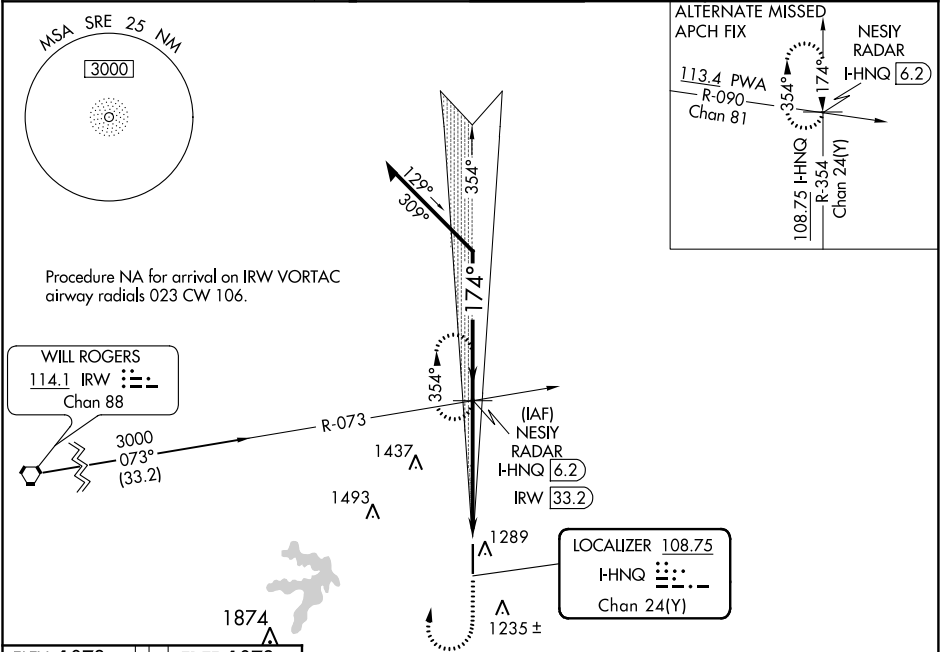 MSA SRE 25 NM
3000
ALTERNATE MISSED
APCH FIX
NESIY
RADAR
I-HNQ 6.2
113.4 PWA
R-090
Chan 81
354°
174°
108.75 I-HNQ
R-354
Chan 24(Y)
129°
309°
354°
174°
Procedure NA for arrival on IRW VORTAC
airway radials 023 CW 106.
WILL ROGERS
114.1 IRW
Chan 88
3000
073°
(33.2)
R-073
354°
(IAF)
NESIY
RADAR
I-HNQ 6.2
IRW 33.2
1437
1493
1289
LOCALIZER 108.75
I-HNQ
Chan 24(Y)
1235 ±
1874